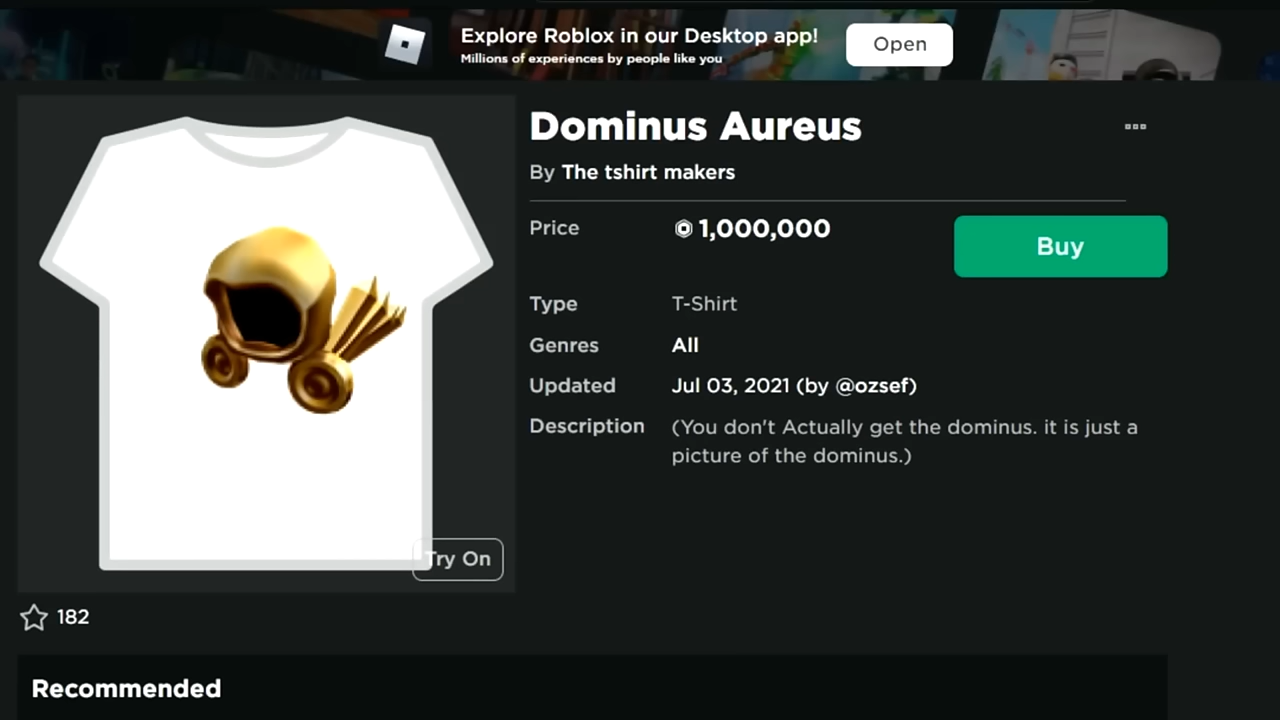 Explore Roblox in our Desktop app!
Millions of experiences by people like you
Open
Dominus Aureus
By The tshirt makers
Price 1,000,000
Buy
Type T-Shirt
Genres All
Updated Jul 03, 2021 (by @ozsef)
Description (You don't Actually get the dominus. it is just a
picture of the dominus.)
Try On
182
Recommended